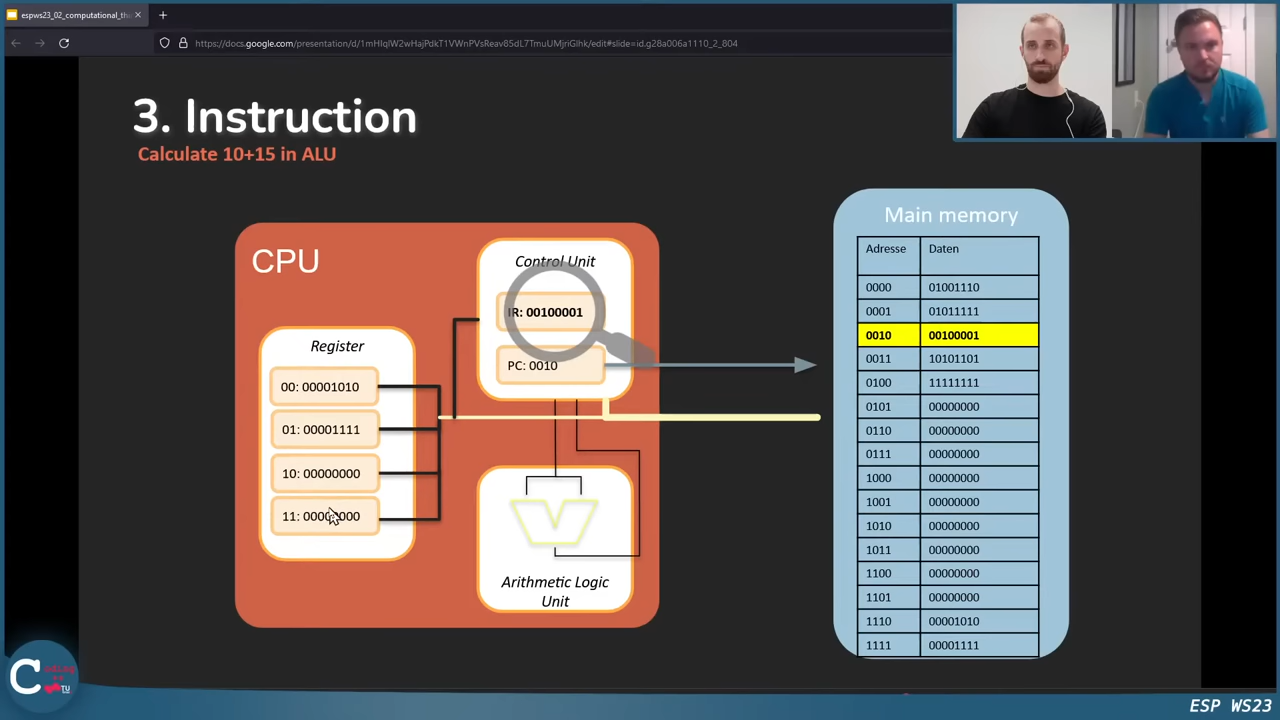 espws23_02_computational_th
https://docs.google.com/presentation/d/1mHIqIW2wHajPdkT1VWnPVsReav85dL7TmuUMjriGIhk/edit#slide=id.g28a006a1110_2_804
3. Instruction
Calculate 10+15 in ALU
CPU
Control Unit
IR: 00100001
PC: 0010
Register
00: 00001010
01: 00001111
10: 00000000
11: 00000000
Arithmetic Logic
Unit
Main memory
Adresse Daten
0000 01001110
0001 01011111
0010 00100001
0011 10101101
0100 11111111
0101 00000000
0110 00000000
0111 00000000
1000 00000000
1001 00000000
1010 00000000
1011 00000000
1100 00000000
1101 00000000
1110 00001010
1111 00001111
TU
ESP WS23